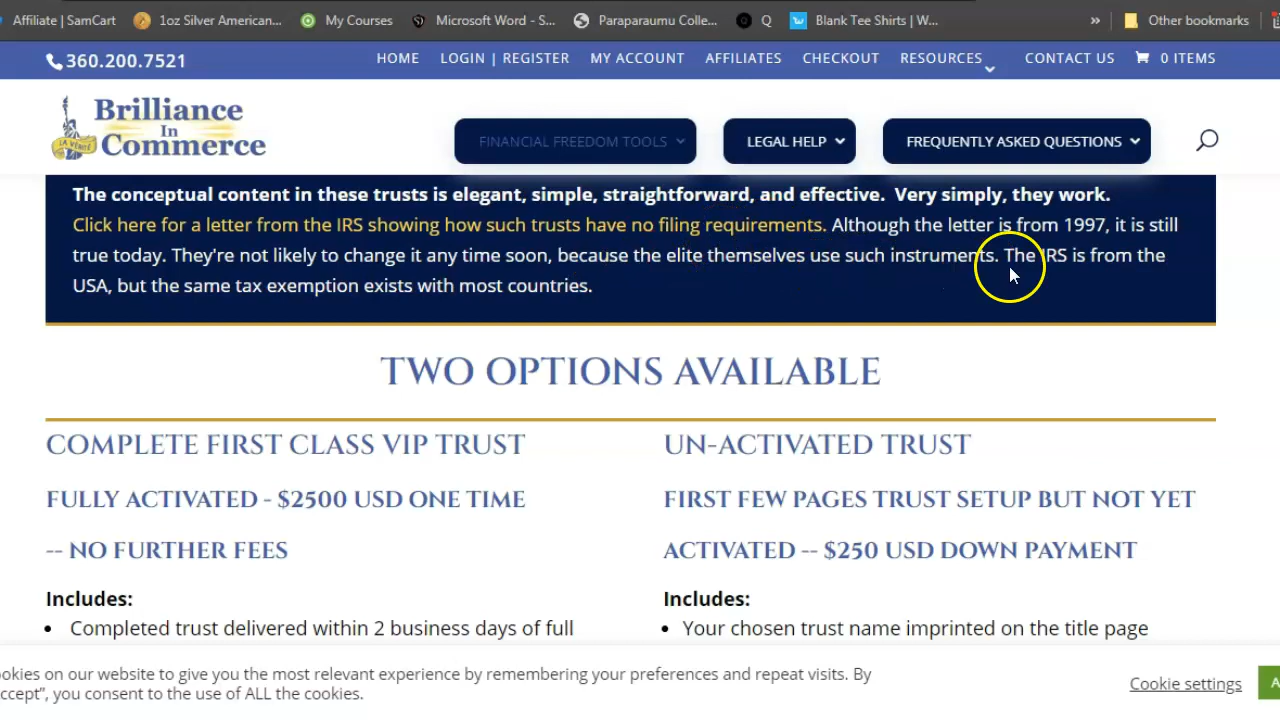 Affiliate | SamCart 1oz Silver American... My Courses Microsoft Word - S... Paraparaumu Colle... Q Blank Tee Shirts | W... » Other bookmarks
360.200.7521 HOME LOGIN | REGISTER MY ACCOUNT AFFILIATES CHECKOUT RESOURCES CONTACT US 0 ITEMS
Brilliance
In
Commerce
LA VERITÉ
FINANCIAL FREEDOM TOOLS LEGAL HELP FREQUENTLY ASKED QUESTIONS
The conceptual content in these trusts is elegant, simple, straightforward, and effective. Very simply, they work.
Click here for a letter from the IRS showing how such trusts have no filing requirements. Although the letter is from 1997, it is still
true today. They're not likely to change it any time soon, because the elite themselves use such instruments. The IRS is from the
USA, but the same tax exemption exists with most countries.
TWO OPTIONS AVAILABLE
COMPLETE FIRST CLASS VIP TRUST
FULLY ACTIVATED - $2500 USD ONE TIME
-- NO FURTHER FEES
Includes:
• Completed trust delivered within 2 business days of full
UN-ACTIVATED TRUST
FIRST FEW PAGES TRUST SETUP BUT NOT YET
ACTIVATED -- $250 USD DOWN PAYMENT
Includes:
• Your chosen trust name imprinted on the title page
okies on our website to give you the most relevant experience by remembering your preferences and repeat visits. By
ccept”, you consent to the use of ALL the cookies.
Cookie settings
A